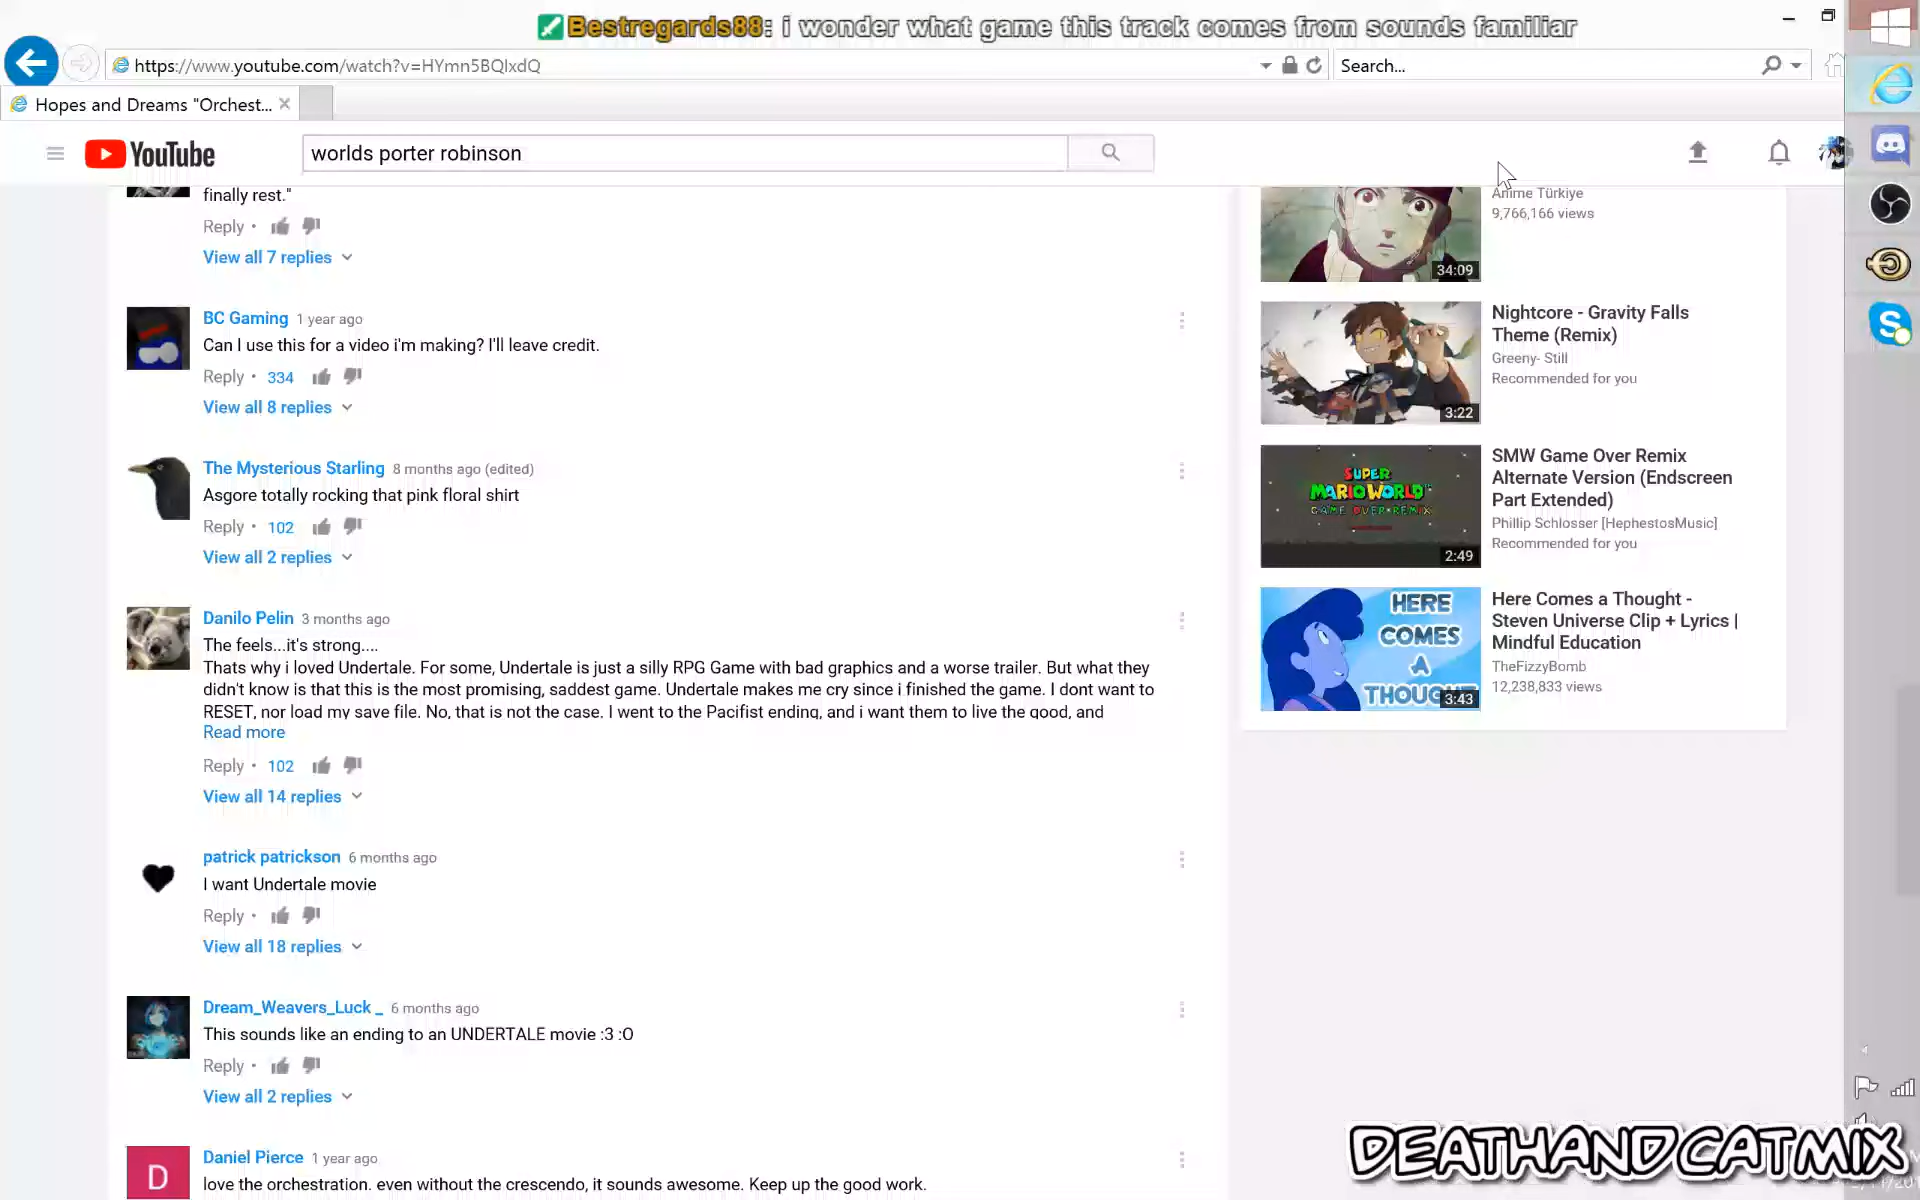 Bestregards88: i wonder what game this track comes from sounds familiar
https://www.youtube.com/watch?v=HYmn5BQlxdQ
Search...
Hopes and Dreams "Orchest...
YouTube
worlds porter robinson
finally rest."
Reply •
View all 7 replies
BC Gaming 1 year ago
Can I use this for a video i'm making? I'll leave credit.
Reply • 334
View all 8 replies
The Mysterious Starling 8 months ago (edited)
Asgore totally rocking that pink floral shirt
Reply • 102
View all 2 replies
Danilo Pelin 3 months ago
The feels...it's strong....
Thats why i loved Undertale. For some, Undertale is just a silly RPG Game with bad graphics and a worse trailer. But what they
didn't know is that this is the most promising, saddest game. Undertale makes me cry since i finished the game. I dont want to
RESET, nor load my save file. No, that is not the case. I went to the Pacifist ending, and i want them to live the good, and
Read more
Reply • 102
View all 14 replies
patrick patrickson 6 months ago
I want Undertale movie
Reply •
View all 18 replies
Dream_Weavers_Luck _ 6 months ago
This sounds like an ending to an UNDERTALE movie :3 :O
Reply •
View all 2 replies
D
Daniel Pierce 1 year ago
love the orchestration. even without the crescendo, it sounds awesome. Keep up the good work.
Anime Türkiye
9,766,166 views
34:09
Nightcore - Gravity Falls
Theme (Remix)
Greeny- Still
Recommended for you
3:22
SUPER
MARIO WORLD
GAME OVER REMIX
2:49
SMW Game Over Remix
Alternate Version (Endscreen
Part Extended)
Phillip Schlosser [HephestosMusic]
Recommended for you
HERE
COMES
A
THOUGHT
3:43
Here Comes a Thought -
Steven Universe Clip + Lyrics |
Mindful Education
TheFizzyBomb
12,238,833 views
DEATHANDCATMIX